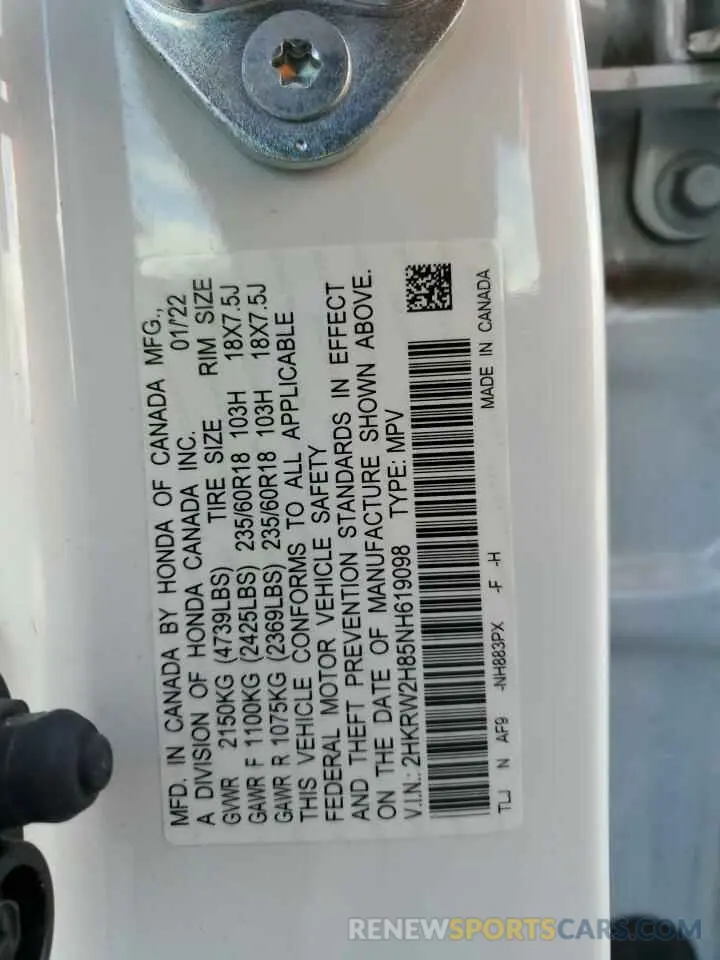 MFD. IN CANADA BY HONDA OF CANADA MFG.,
A DIVISION OF HONDA CANADA INC. 01/'22
GVWR 2150KG (4739LBS) TIRE SIZE RIM SIZE
GAWR F 1100KG (2425LBS) 235/60R18 103H 18X7.5J
GAWR R 1075KG (2369LBS) 235/60R18 103H 18X7.5J
THIS VEHICLE CONFORMS TO ALL APPLICABLE
FEDERAL MOTOR VEHICLE SAFETY
AND THEFT PREVENTION STANDARDS IN EFFECT
ON THE DATE OF MANUFACTURE SHOWN ABOVE.
V.I.N.: 2HKRW2H85NH619098 TYPE: MPV
TLJ N AF9 -NH883PX -F -H MADE IN CANADA
RENEWSPORTSCARS.COM